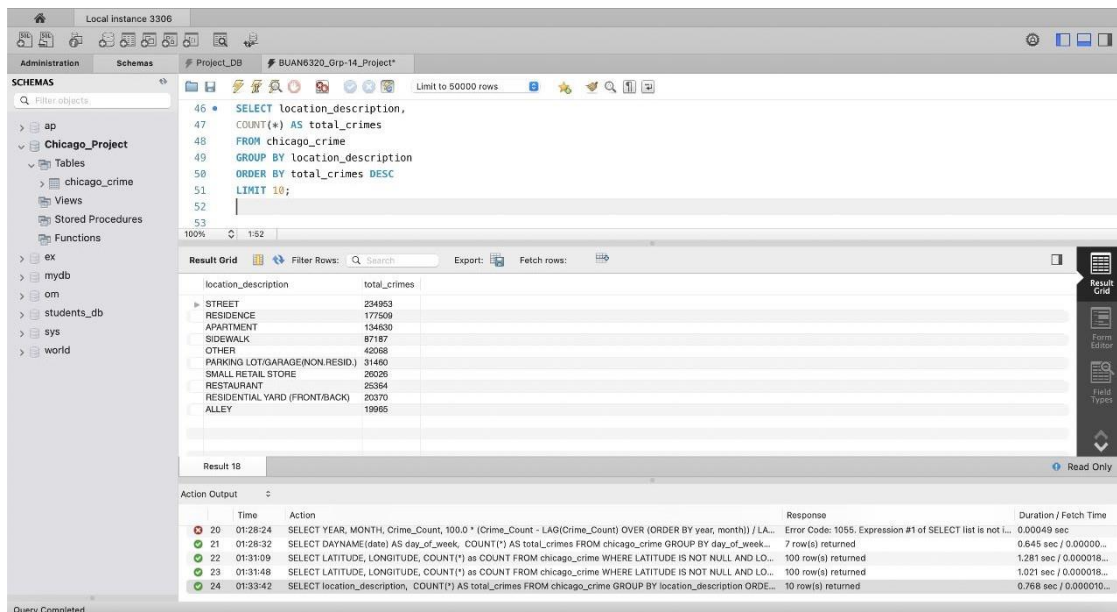 Local instance 3306
Administration Schemas Project_DB BUAN6320_Grp-14_Project*
SCHEMAS
Filter objects
ap
Chicago_Project
Tables
chicago_crime
Views
Stored Procedures
Functions
ex
mydb
om
students_db
sys
world
Limit to 50000 rows
46 SELECT location_description,
47 COUNT(*) AS total_crimes
48 FROM chicago_crime
49 GROUP BY location_description
50 ORDER BY total_crimes DESC
51 LIMIT 10;
52
53
100% 1:52
Result Grid Filter Rows: Search Export: Fetch rows:
location_description total_crimes
STREET 234953
RESIDENCE 177509
APARTMENT 134630
SIDEWALK 87187
OTHER 42068
PARKING LOT/GARAGE(NON.RESID.) 31460
SMALL RETAIL STORE 26026
RESTAURANT 25364
RESIDENTIAL YARD (FRONT/BACK) 20370
ALLEY 19965
Result Grid
Form Editor
Field Types
Result 18 Read Only
Action Output
Time Action Response Duration / Fetch Time
20 01:28:24 SELECT YEAR, MONTH, Crime_Count, 100.0 * (Crime_Count - LAG(Crime_Count) OVER (ORDER BY year, month)) / LA... Error Code: 1055. Expression #1 of SELECT list is not i... 0.00049 sec
21 01:28:32 SELECT DAYNAME(date) AS day_of_week, COUNT(*) AS total_crimes FROM chicago_crime GROUP BY day_of_week... 7 row(s) returned 0.645 sec / 0.00000...
22 01:31:09 SELECT LATITUDE, LONGITUDE, COUNT(*) as COUNT FROM chicago_crime WHERE LATITUDE IS NOT NULL AND LO... 100 row(s) returned 1.281 sec / 0.000018...
23 01:31:48 SELECT LATITUDE, LONGITUDE, COUNT(*) as COUNT FROM chicago_crime WHERE LATITUDE IS NOT NULL AND LO... 100 row(s) returned 1.021 sec / 0.000018...
24 01:33:42 SELECT location_description, COUNT(*) AS total_crimes FROM chicago_crime GROUP BY location_description ORDE... 10 row(s) returned 0.768 sec / 0.000010...
Query Completed